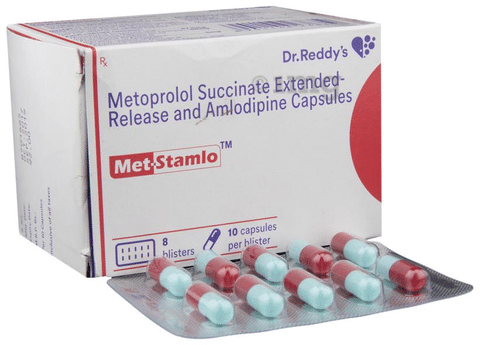 Rx
Dr.Reddy's
Metoprolol Succinate Extended-
Release and Amlodipine Capsules
Met-Stamlo™
8
blisters
10 capsules
per blister